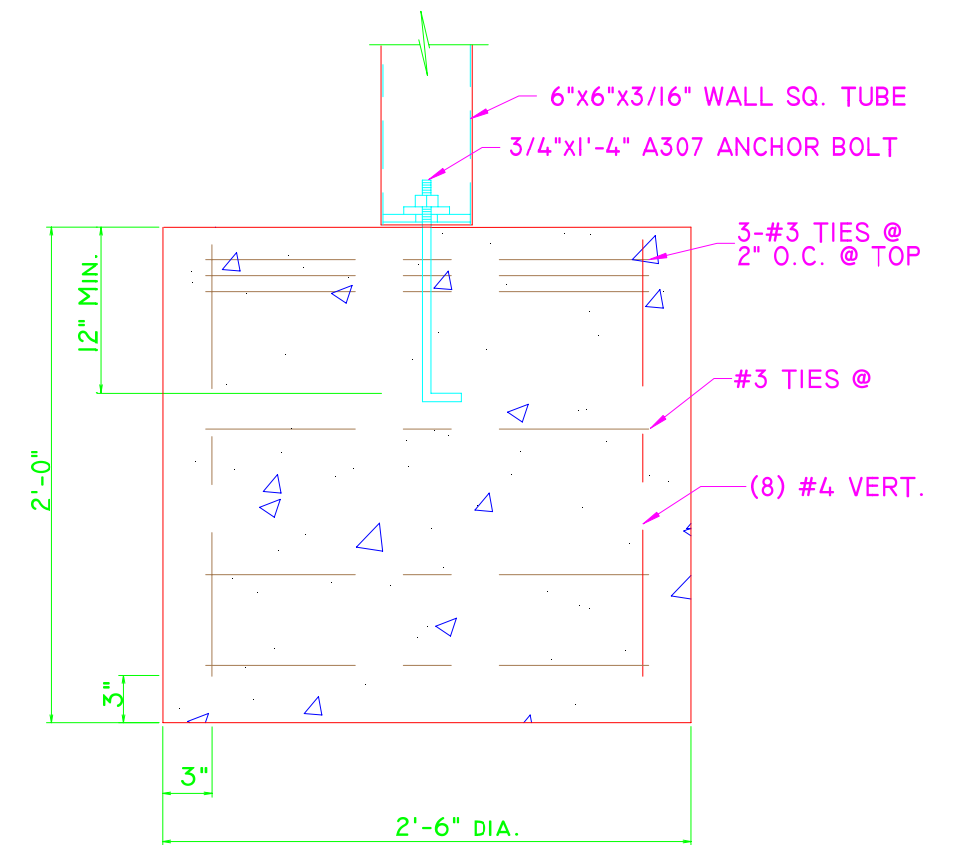 6"x6"x3/16" WALL SQ. TUBE
3/4"x1'-4" A307 ANCHOR BOLT
3-#3 TIES @
2" O.C. @ TOP
12" MIN.
#3 TIES @
2'-0"
(8) #4 VERT.
3"
3"
2'-6" DIA.